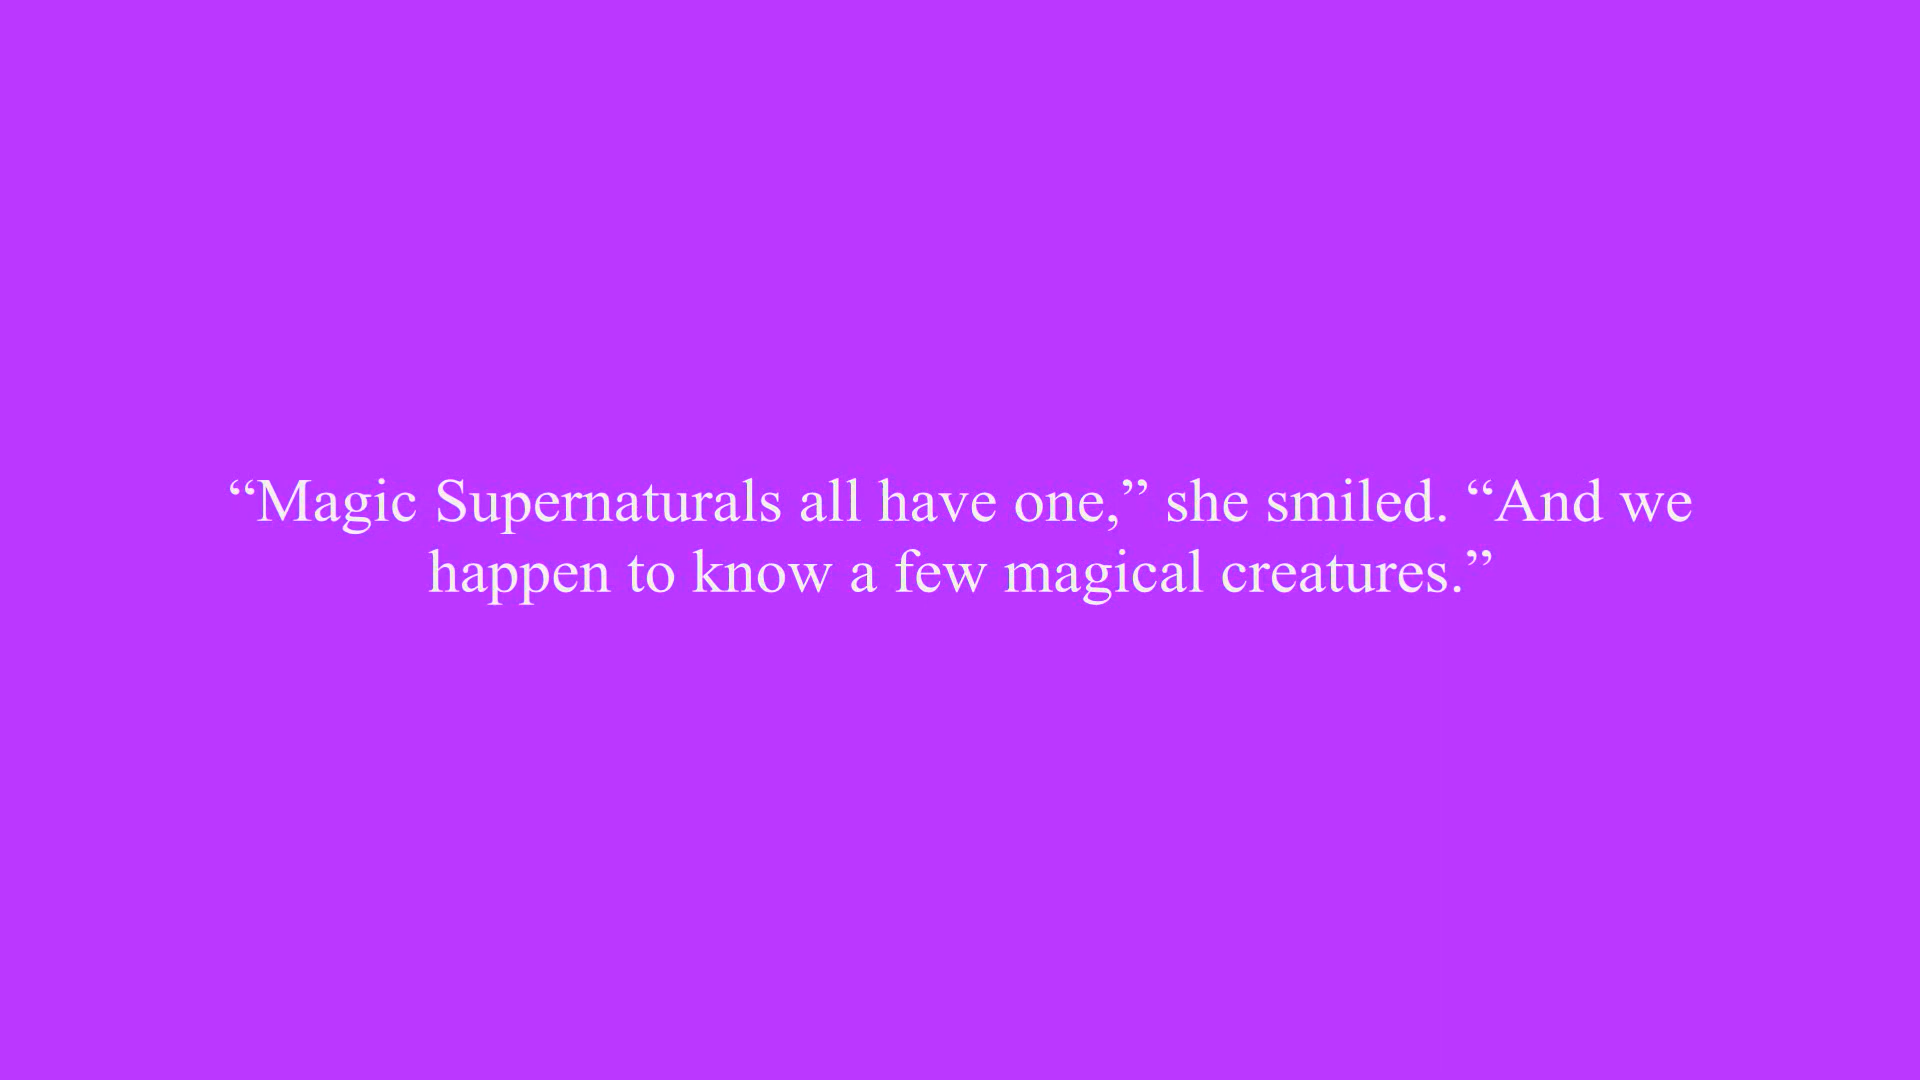 “Magic Supernaturals all have one,” she smiled. “And we
happen to know a few magical creatures.”